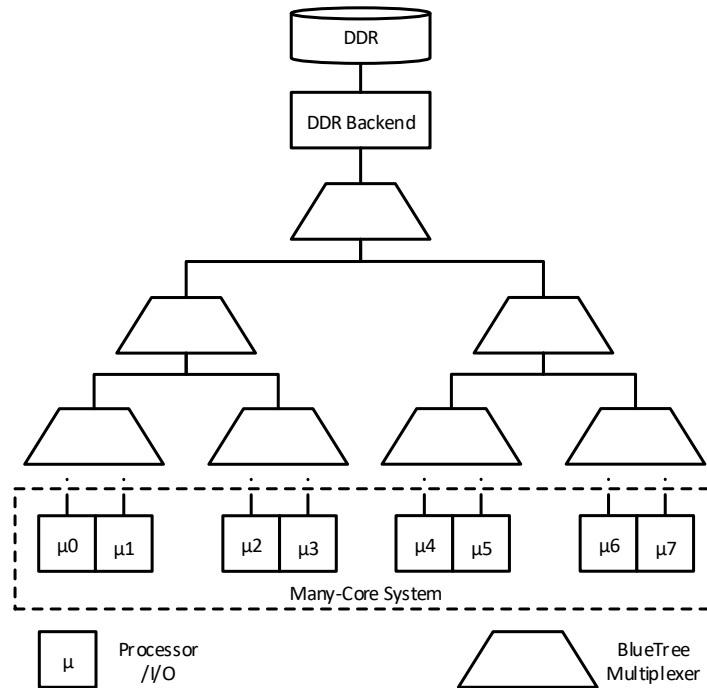 DDR
DDR Backend
μ0 μ1 μ2 μ3 μ4 μ5 μ6 μ7
Many-Core System
μ
Processor
/I/O
BlueTree
Multiplexer